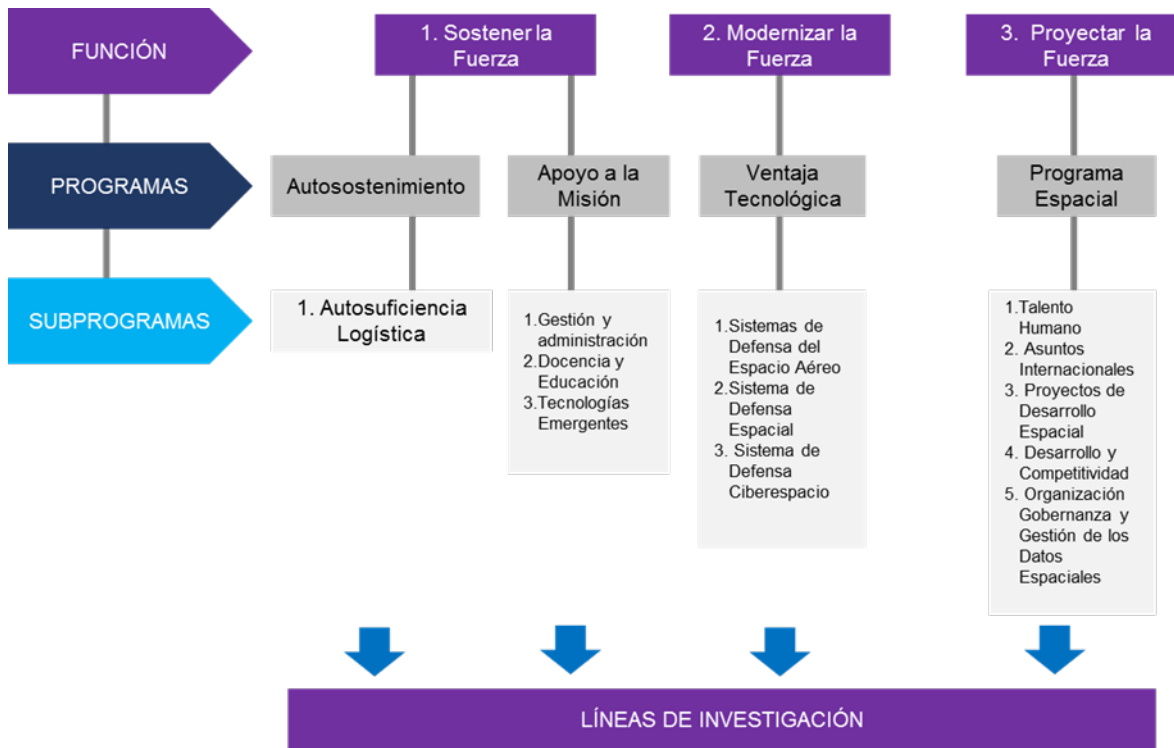 FUNCIÓN
1. Sostener la
Fuerza
2. Modernizar la
Fuerza
3. Proyectar la
Fuerza
PROGRAMAS
Autosostenimiento
Apoyo a la
Misión
Ventaja
Tecnológica
Programa
Espacial
SUBPROGRAMAS
1. Autosuficiencia
Logística
1.Gestión y
administración
2.Docencia y
Educación
3.Tecnologías
Emergentes
1.Sistemas de
Defensa del
Espacio Aéreo
2.Sistema de
Defensa
Espacial
3. Sistema de
Defensa
Ciberespacio
1.Talento
Humano
2. Asuntos
Internacionales
3. Proyectos de
Desarrollo
Espacial
4. Desarrollo y
Competitividad
5. Organización
Gobernanza y
Gestión de los
Datos
Espaciales
LÍNEAS DE INVESTIGACIÓN